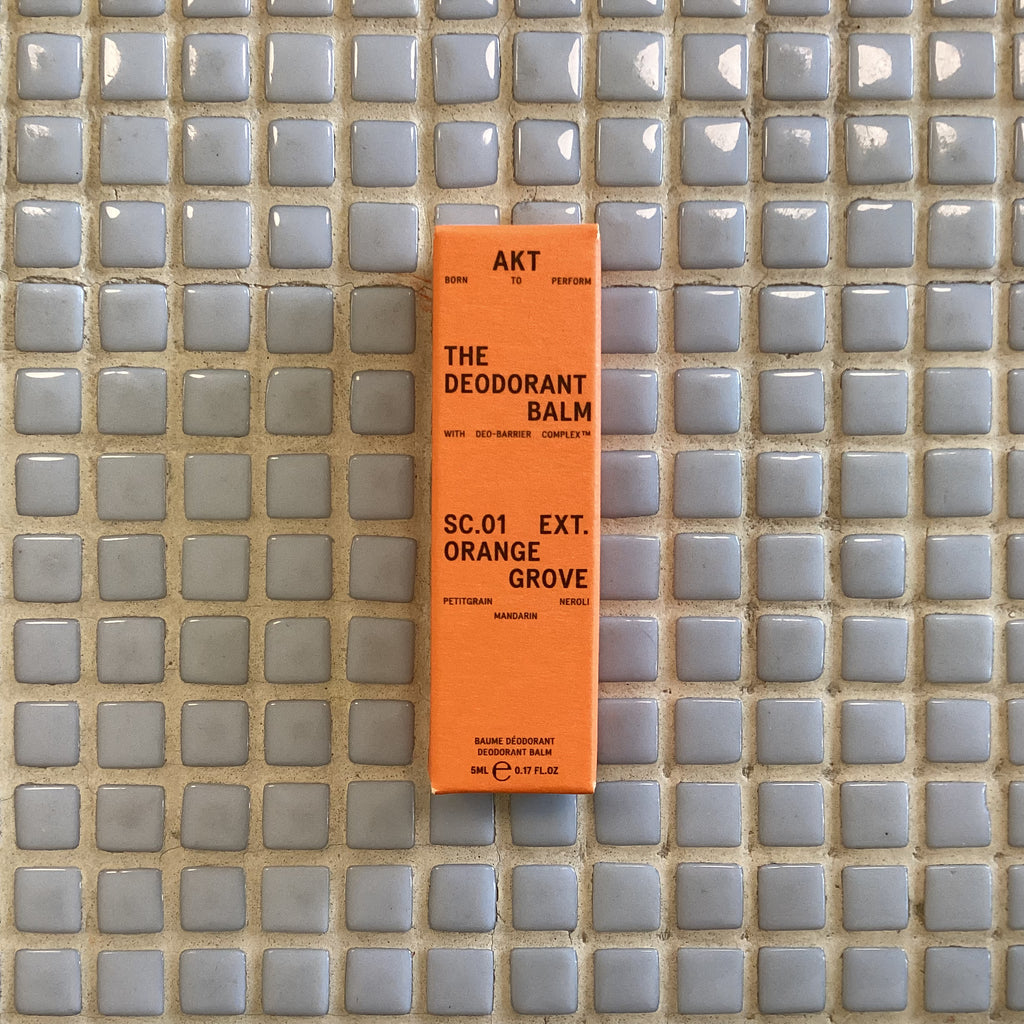 AKT
BORN TO PERFORM
THE
DEODORANT
BALM
WITH DEO-BARRIER COMPLEX™
SC.01 EXT.
ORANGE
GROVE
PETITGRAIN NEROLI
MANDARIN
BAUME DÉODORANT
DEODORANT BALM
5ML ℮ 0.17 FL.OZ